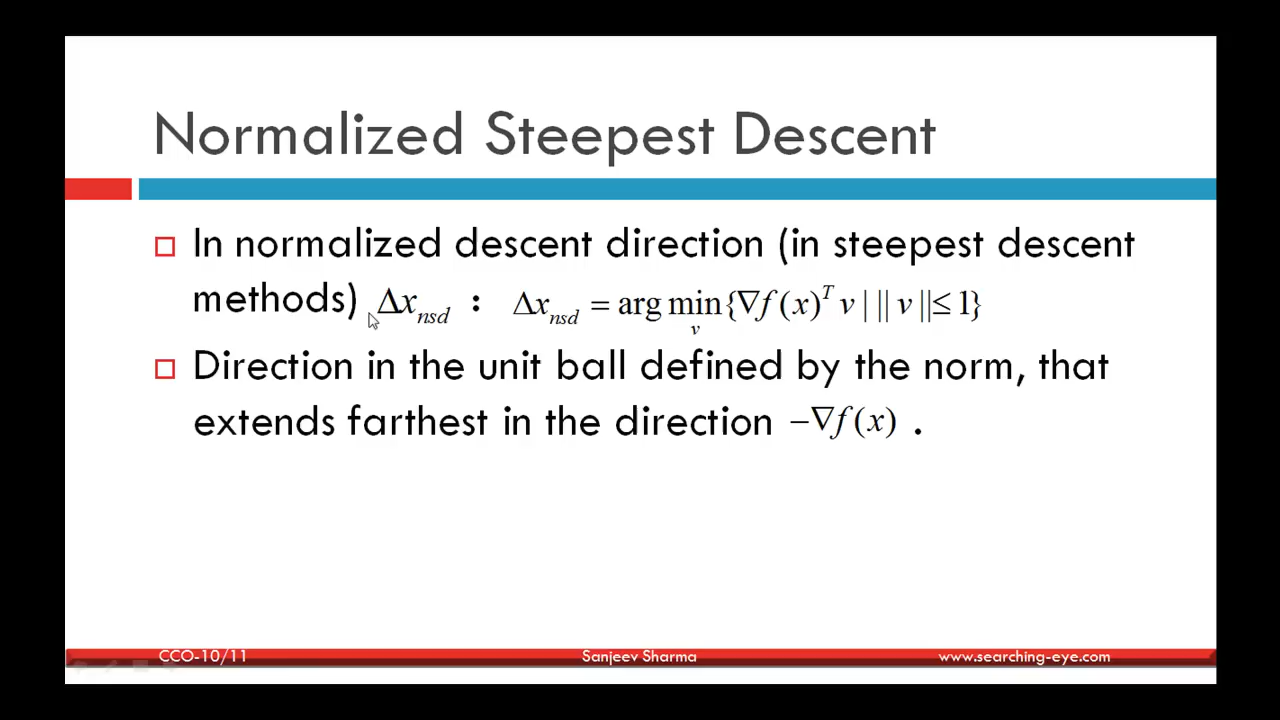 Normalized Steepest Descent
In normalized descent direction (in steepest descent
methods) Δx_nsd : Δx_nsd = arg min_v {∇f(x)^T v | || v || ≤ 1}
Direction in the unit ball defined by the norm, that
extends farthest in the direction −∇f(x) .
CCO-10/11 Sanjeev Sharma www.searching-eye.com